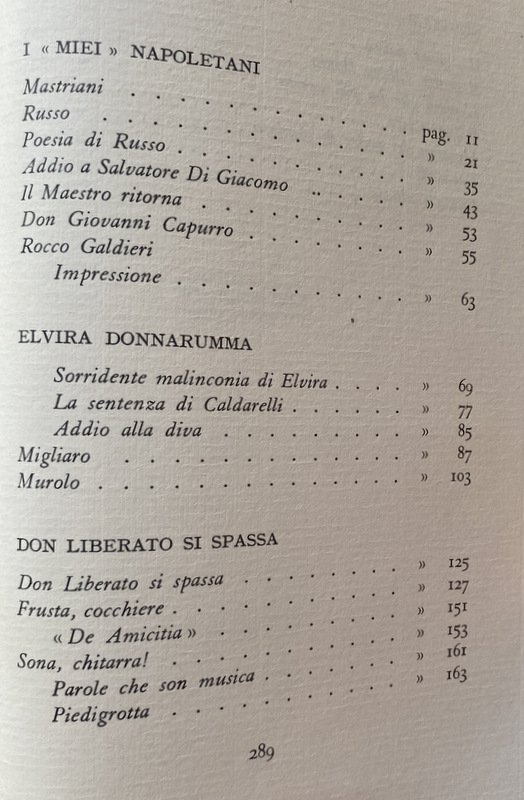 I « MIEI » NAPOLETANI
Mastriani . . . . . . . . . . . pag. 11
Russo . . . . . . . . . . . . » 21
Poesia di Russo . . . . . . . . . » 35
Addio a Salvatore Di Giacomo .. . . . . » 43
Il Maestro ritorna . . . . . . . . . » 53
Don Giovanni Capurro . . . . . . . » 55
Rocco Galdieri
Impressione . . . . . . . . . . » 63
ELVIRA DONNARUMMA
Sorridente malinconia di Elvira . . . . » 69
La sentenza di Caldarelli . . . . . . » 77
Addio alla diva . . . . . . . . » 85
Migliaro . . . . . . . . . . . . » 87
Murolo . . . . . . . . . . . . . » 103
DON LIBERATO SI SPASSA
Don Liberato si spassa . . . . . . . » 125
Frusta, cocchiere . . . . . . . . . . » 127
« De Amicitia » . . . . . . . . » 151
Sona, chitarra! . . . . . . . . . . » 153
Parole che son musica . . . . . . » 161
Piedigrotta . . . . . . . . . . » 163
289